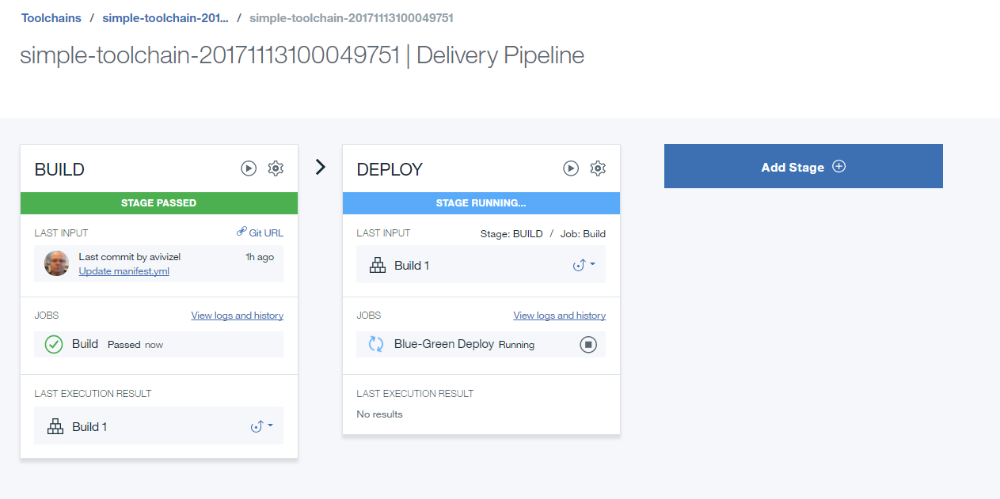 Toolchains / simple-toolchain-201... / simple-toolchain-20171113100049751
simple-toolchain-20171113100049751 | Delivery Pipeline
BUILD
STAGE PASSED
LAST INPUT Git URL
Last commit by avivizel 1h ago
Update manifest.yml
JOBS View logs and history
Build Passed now
LAST EXECUTION RESULT
Build 1
DEPLOY
STAGE RUNNING...
LAST INPUT Stage: BUILD / Job: Build
Build 1
JOBS View logs and history
Blue-Green Deploy Running
LAST EXECUTION RESULT
No results
Add Stage